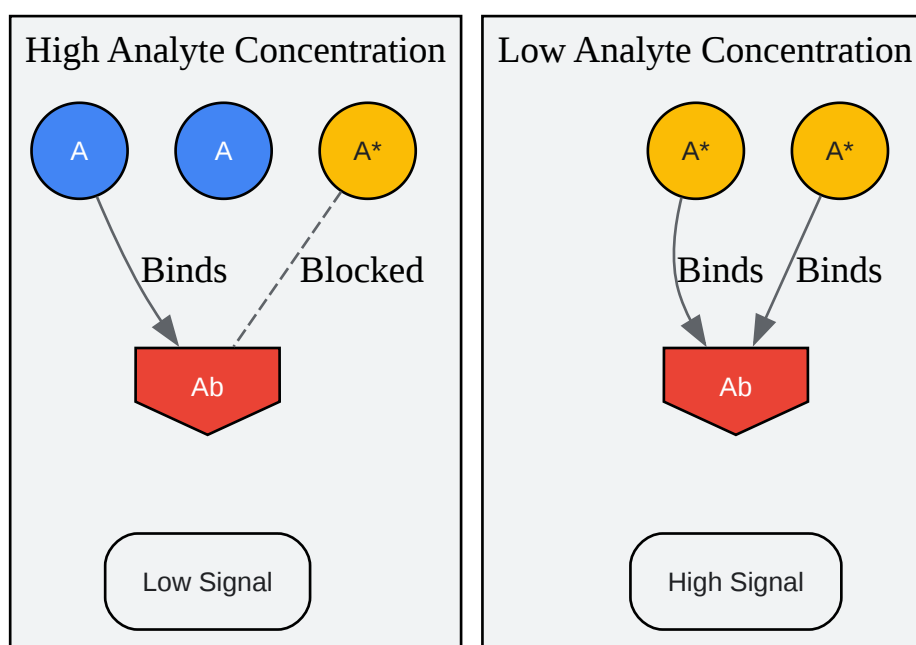 High Analyte Concentration
A
A
A*
Binds
Blocked
Ab
Low Signal
Low Analyte Concentration
A*
A*
Binds
Binds
Ab
High Signal